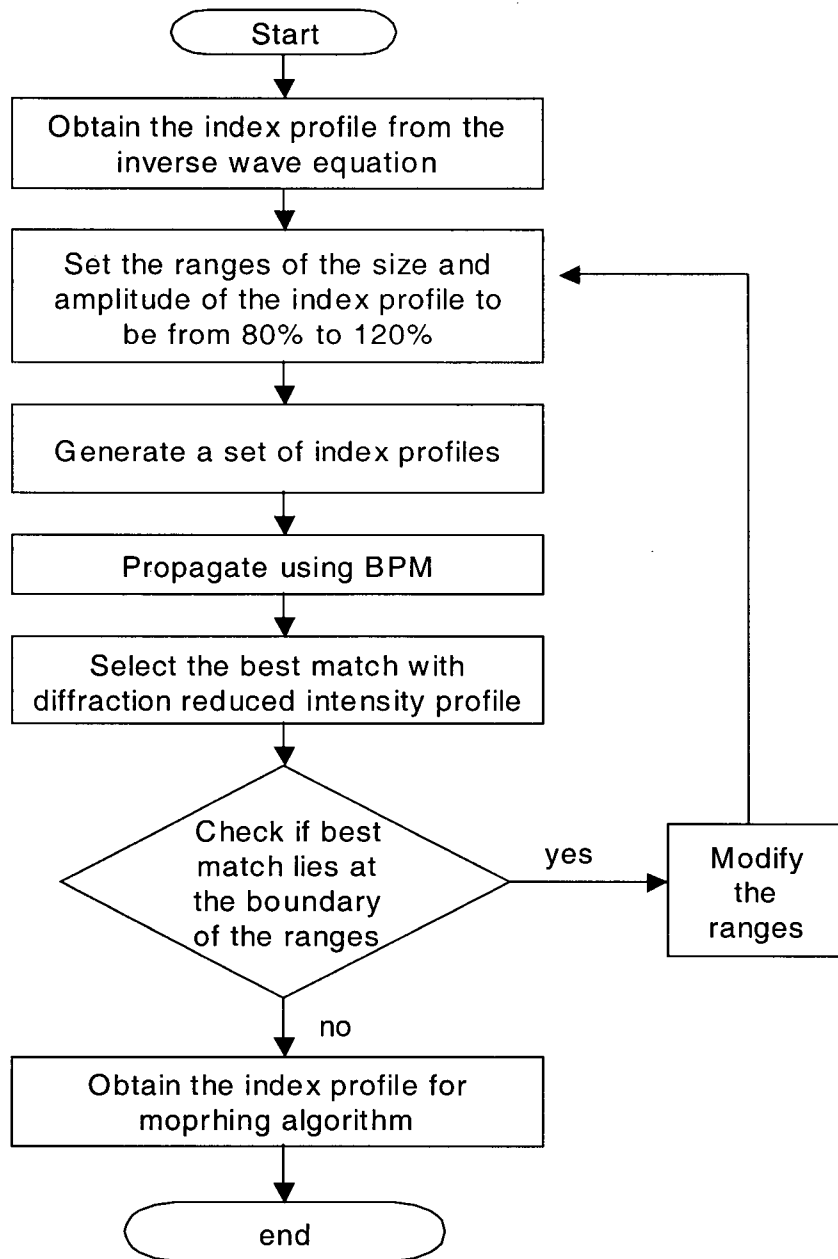 Start
Obtain the index profile from the
inverse wave equation
Set the ranges of the size and
amplitude of the index profile to
be from 80% to 120%
Generate a set of index profiles
Propagate using BPM
Select the best match with
diffraction reduced intensity profile
Check if best
match lies at
the boundary
of the ranges
yes
Modify
the
ranges
no
Obtain the index profile for
moprhing algorithm
end